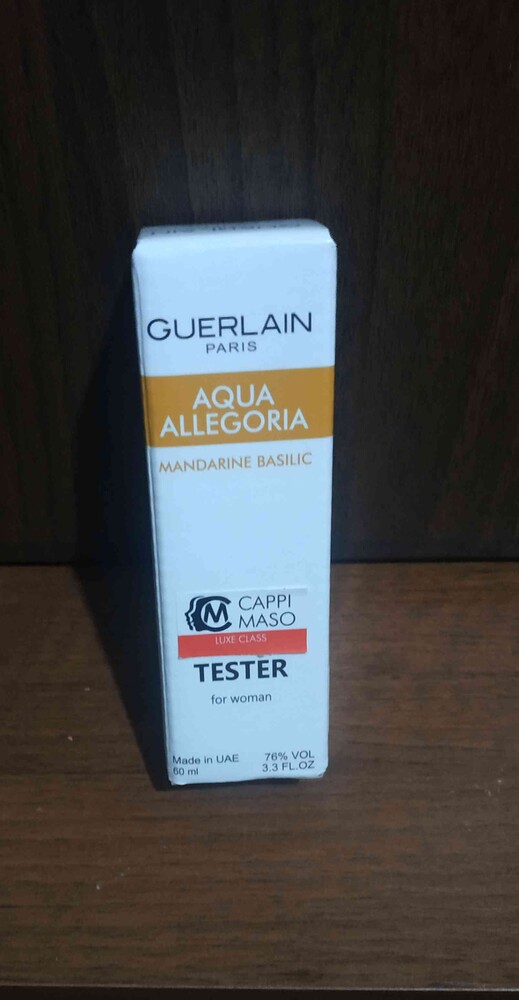 GUERLAIN
PARIS
AQUA
ALLEGORIA
MANDARINE BASILIC
CM CAPPI
MASO
LUXE CLASS
TESTER
for woman
Made in UAE 76% VOL
60 ml 3.3 FL.OZ